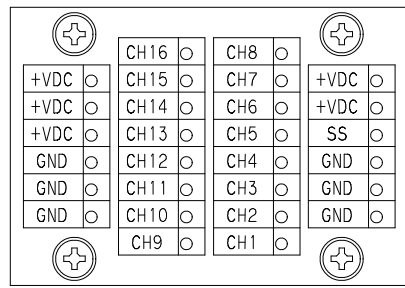 CH16 CH8
+VDC CH15 CH7 +VDC
+VDC CH14 CH6 +VDC
+VDC CH13 CH5 SS
GND CH12 CH4 GND
GND CH11 CH3 GND
GND CH10 CH2 GND
CH9 CH1